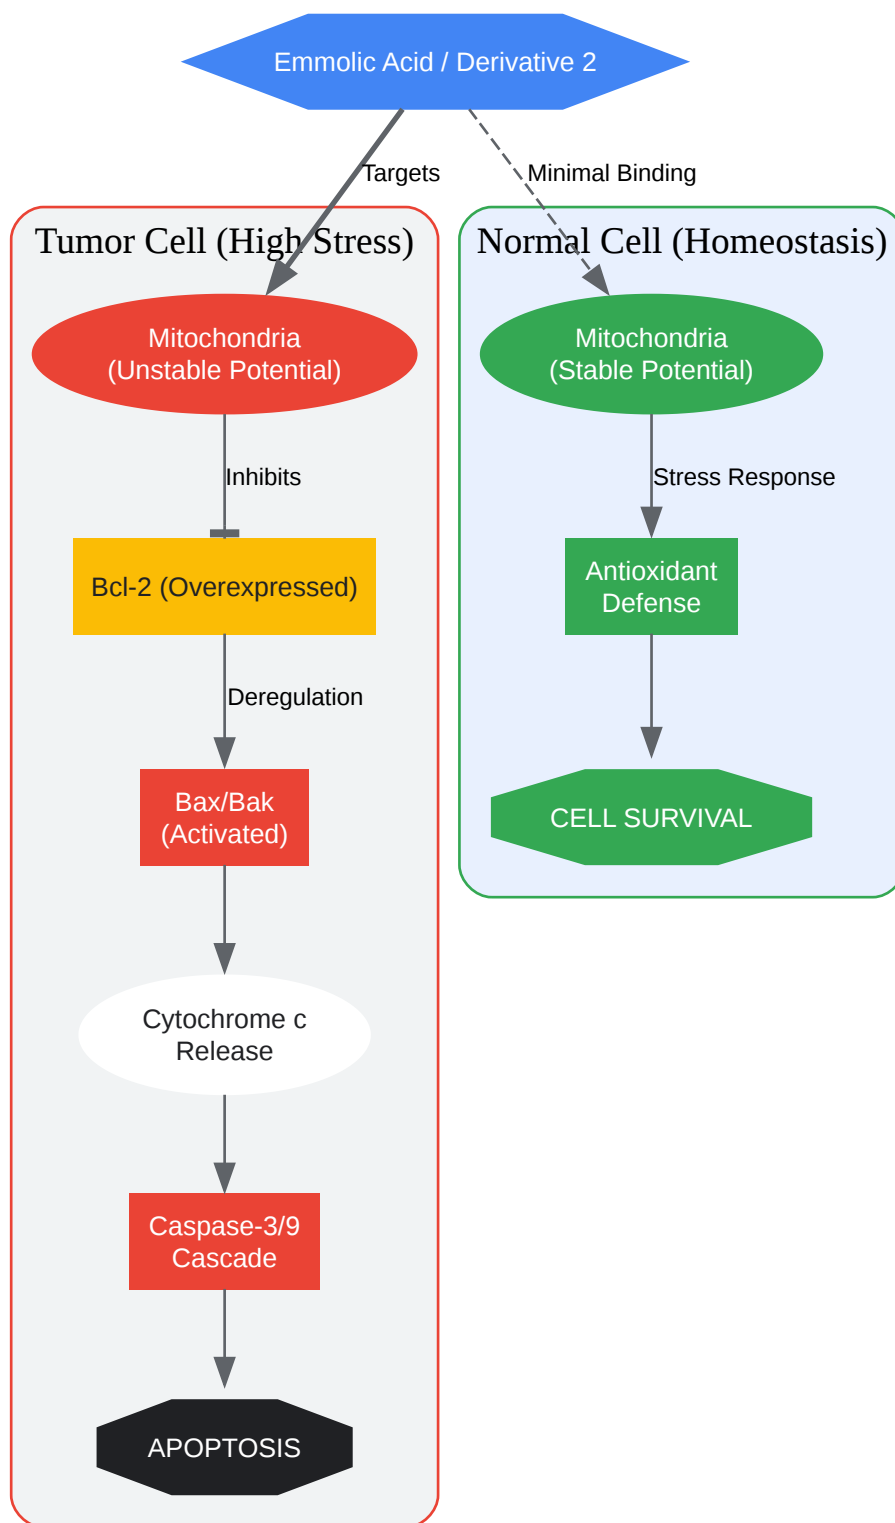 Emmolic Acid / Derivative 2
Targets
Minimal Binding
Tumor Cell (High Stress)
Mitochondria
(Unstable Potential)
Inhibits
Bcl-2 (Overexpressed)
Deregulation
Bax/Bak
(Activated)
Cytochrome c
Release
Caspase-3/9
Cascade
APOPTOSIS
Normal Cell (Homeostasis)
Mitochondria
(Stable Potential)
Stress Response
Antioxidant
Defense
CELL SURVIVAL